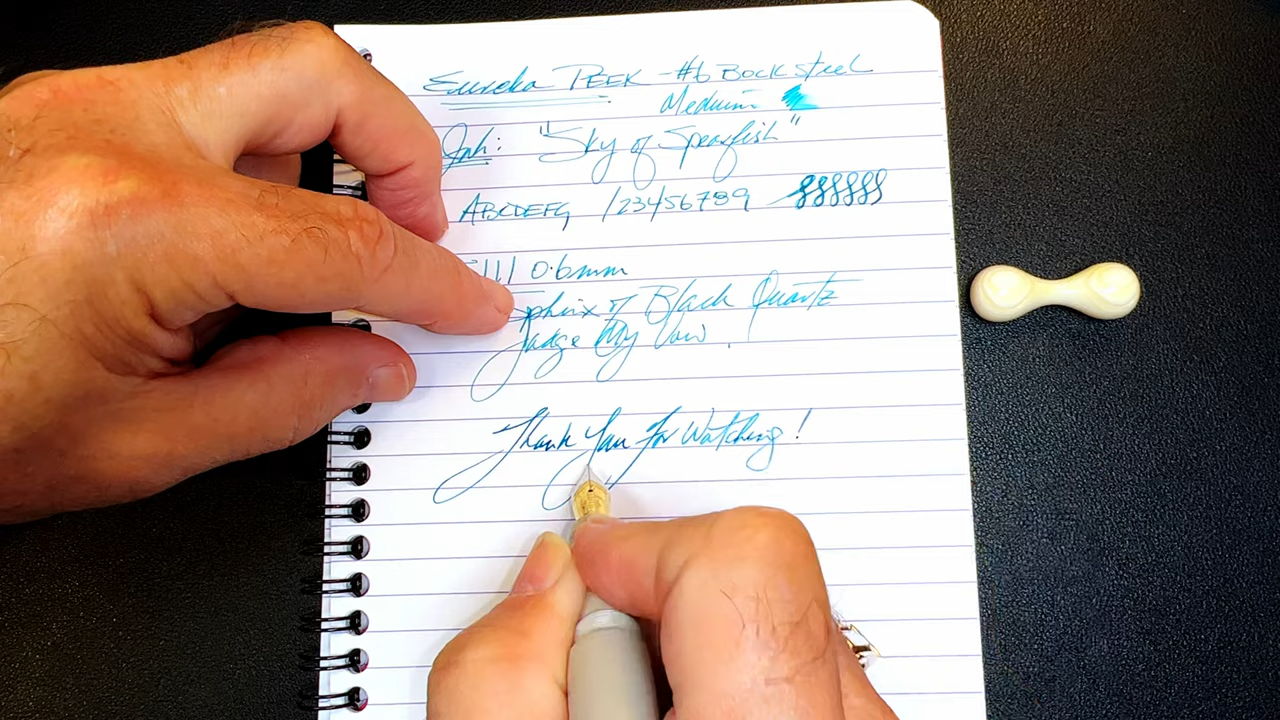 Eureka PEEK - #6 Bock Steel
Medium
Ink: "Sky of Spearfish"
ABCDEFG 123456789
0.6mm
Sphinx of Black Quartz
Judge My Vow.
Thank You For Watching!